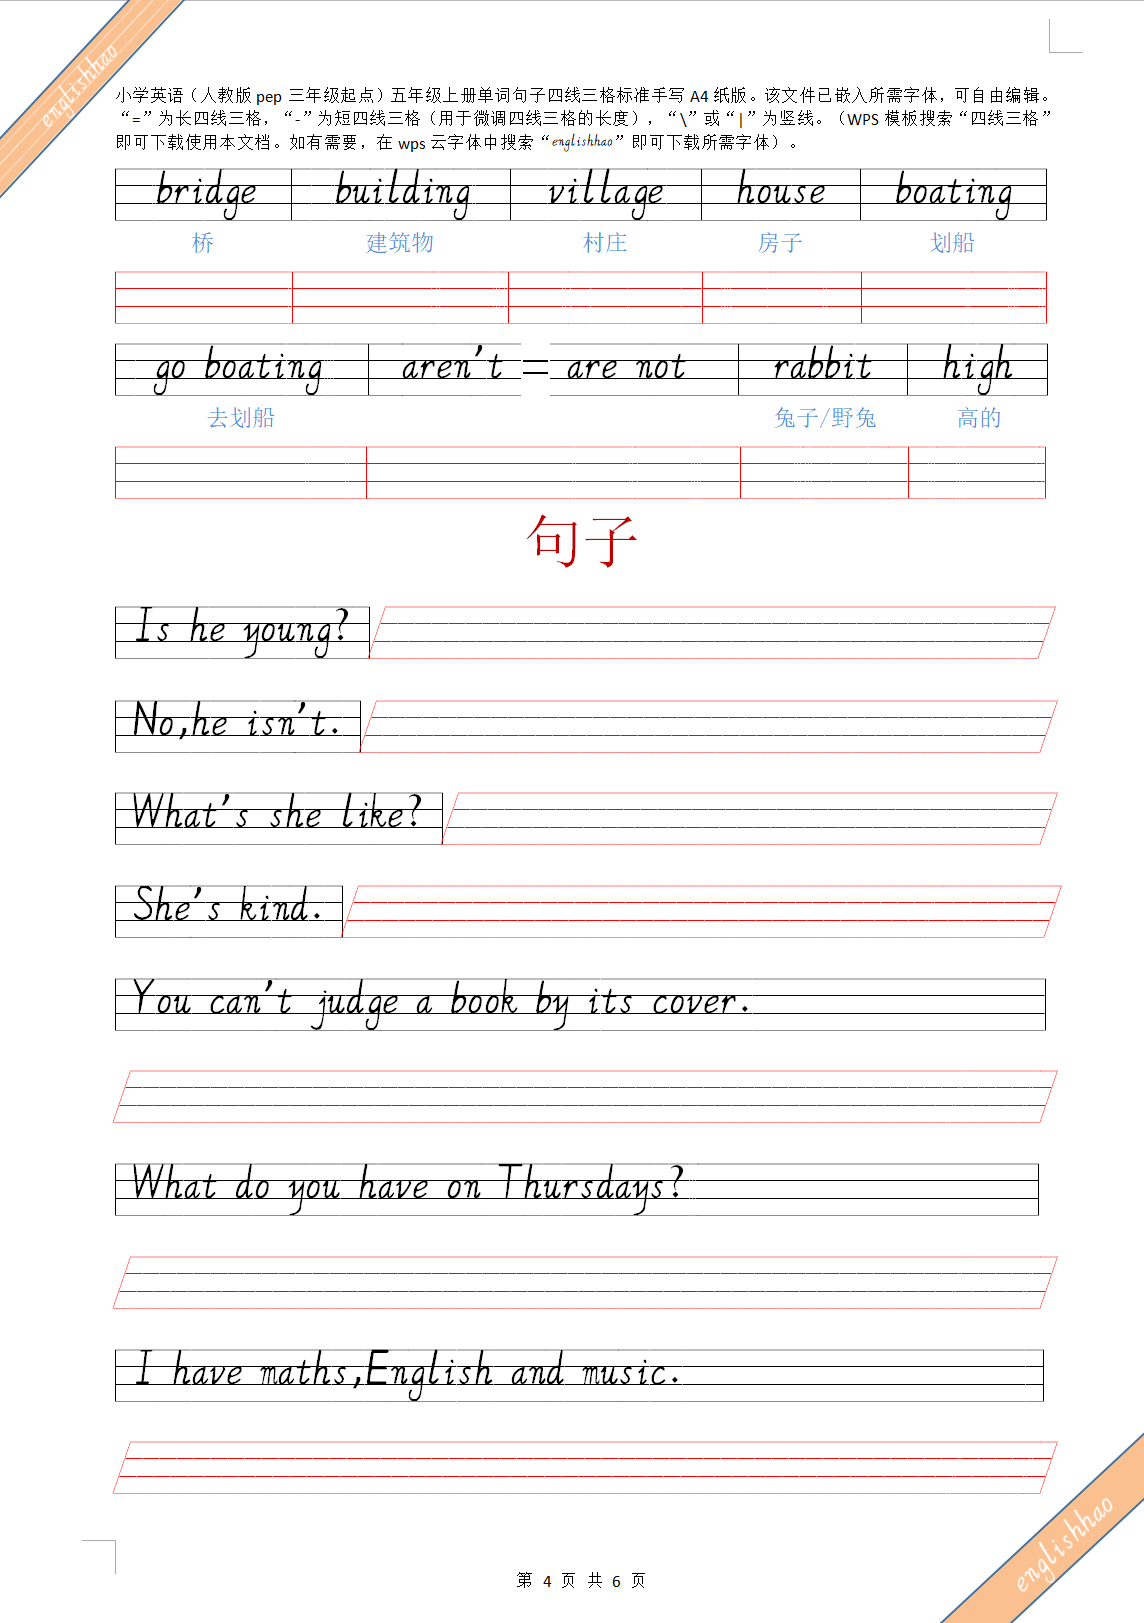 englishhao
小学英语（人教版 pep 三年级起点）五年级上册单词句子四线三格标准手写 A4 纸版。该文件已嵌入所需字体，可自由编辑。
“=”为长四线三格，“-”为短四线三格（用于微调四线三格的长度），“\”或“|”为竖线。（WPS 模板搜索“四线三格”
即可下载使用本文档。如有需要，在 wps 云字体中搜索“englishhao”即可下载所需字体）。
bridge building village house boating
桥 建筑物 村庄 房子 划船
go boating aren't = are not rabbit high
去划船 兔子/野兔 高的
句子
Is he young?
No,he isn't.
What's she like?
She's kind.
You can't judge a book by its cover.
What do you have on Thursdays?
I have maths,English and music.
englishhao
第 4 页 共 6 页